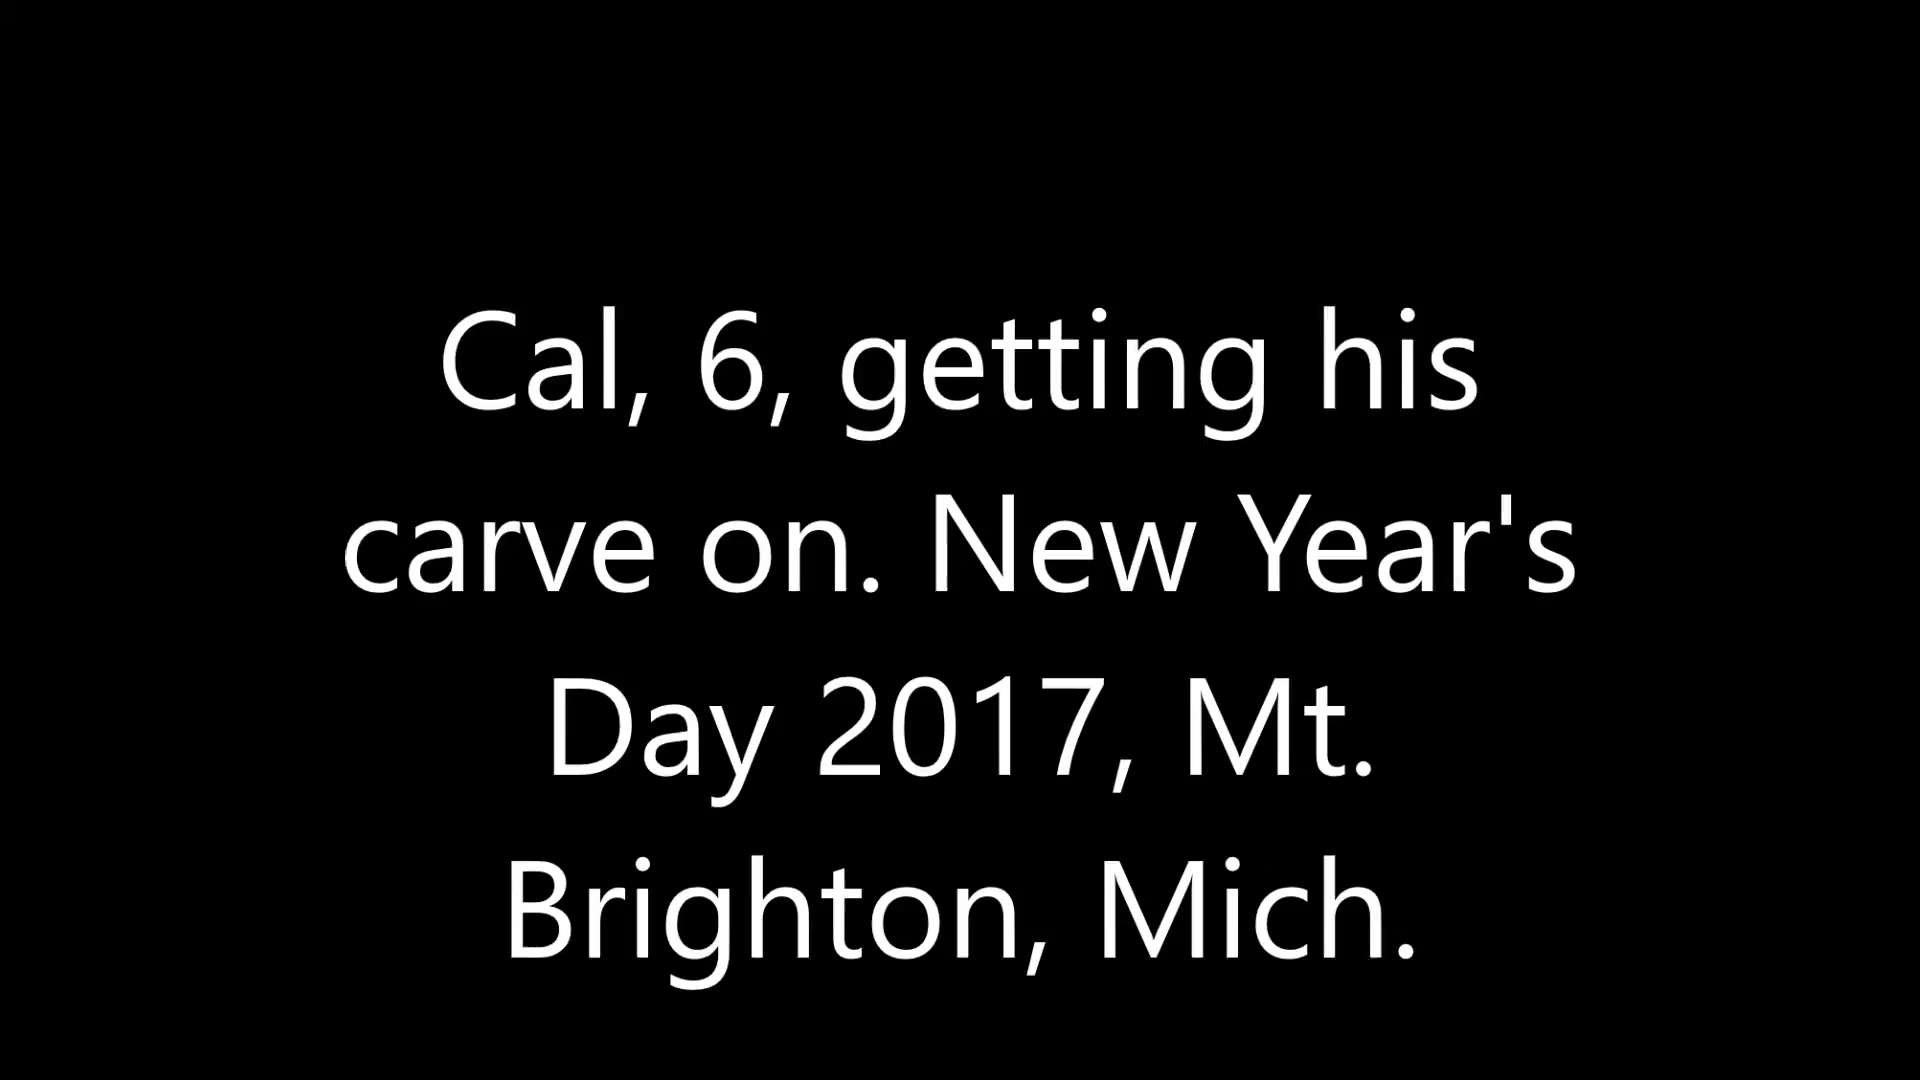 Cal, 6, getting his
carve on. New Year's
Day 2017, Mt.
Brighton, Mich.